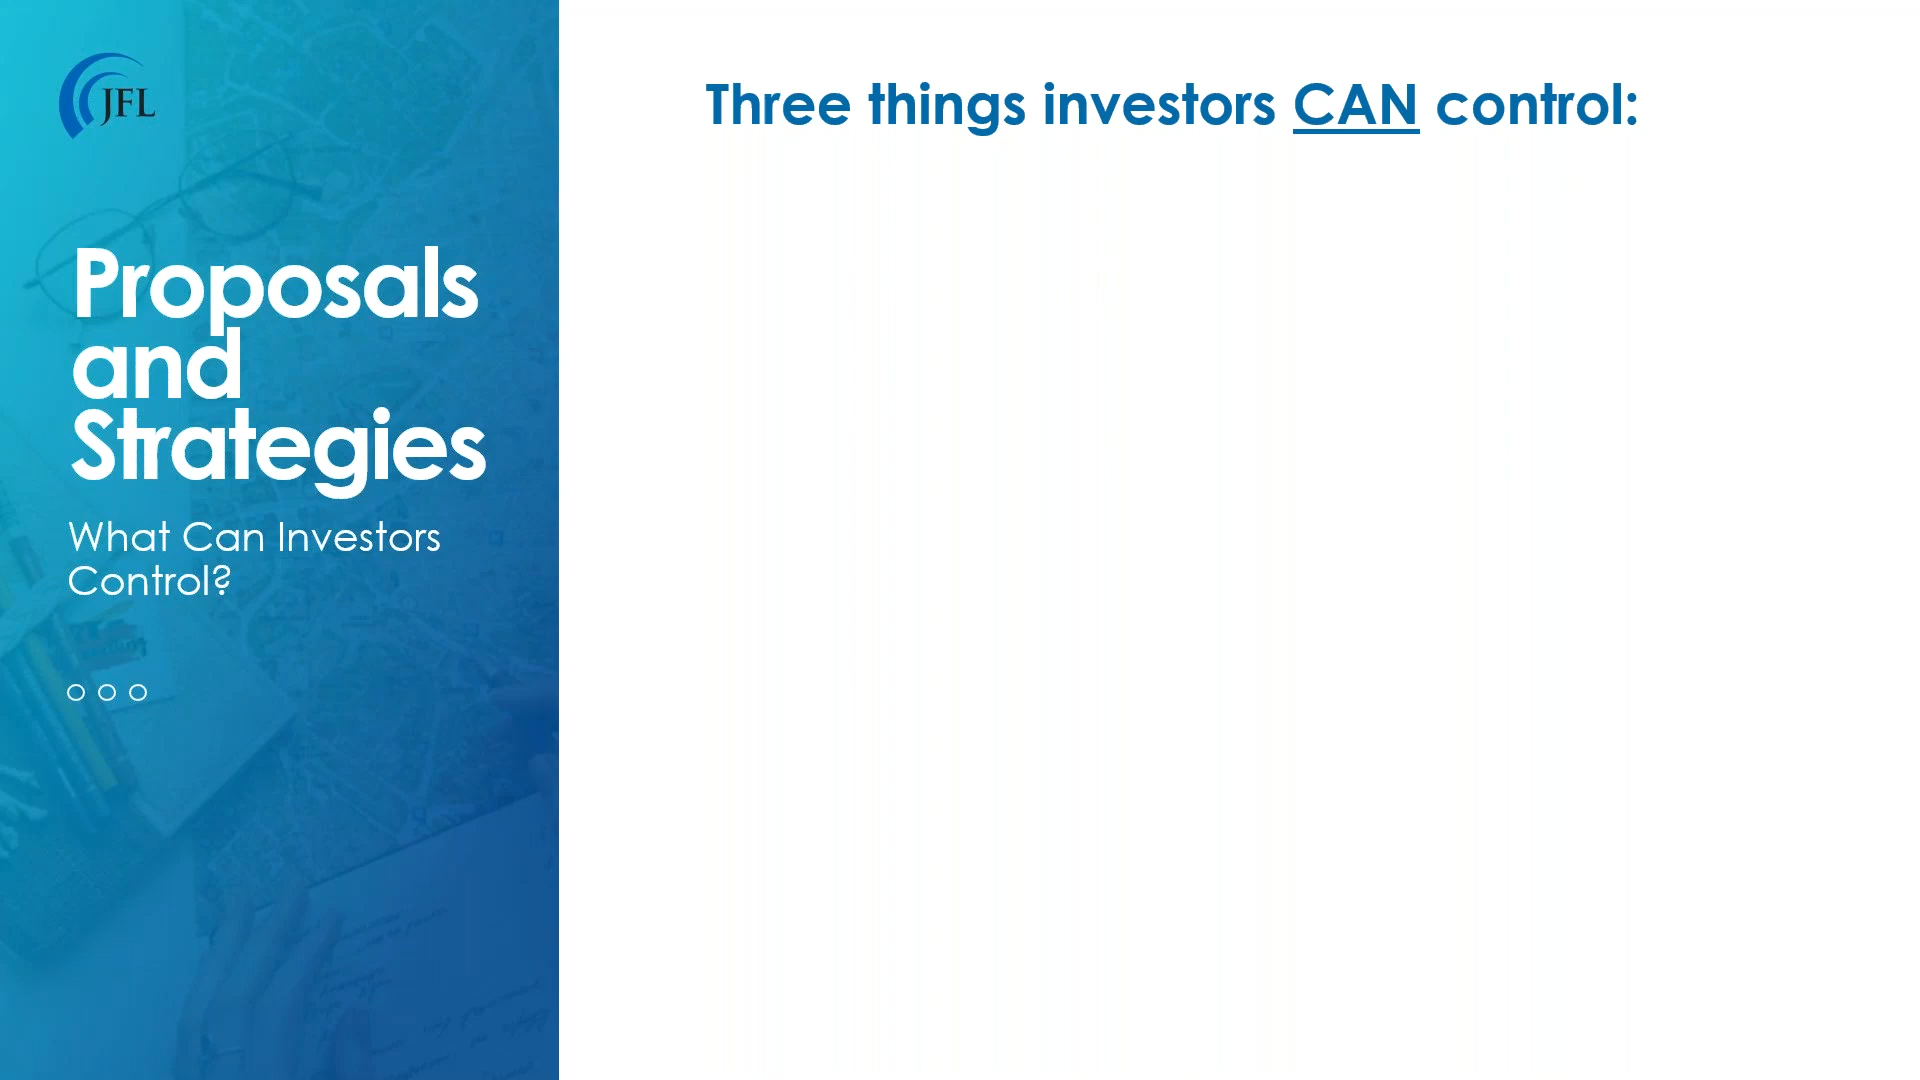 JFL
Proposals
and
Strategies
What Can Investors
Control?
Three things investors CAN control: